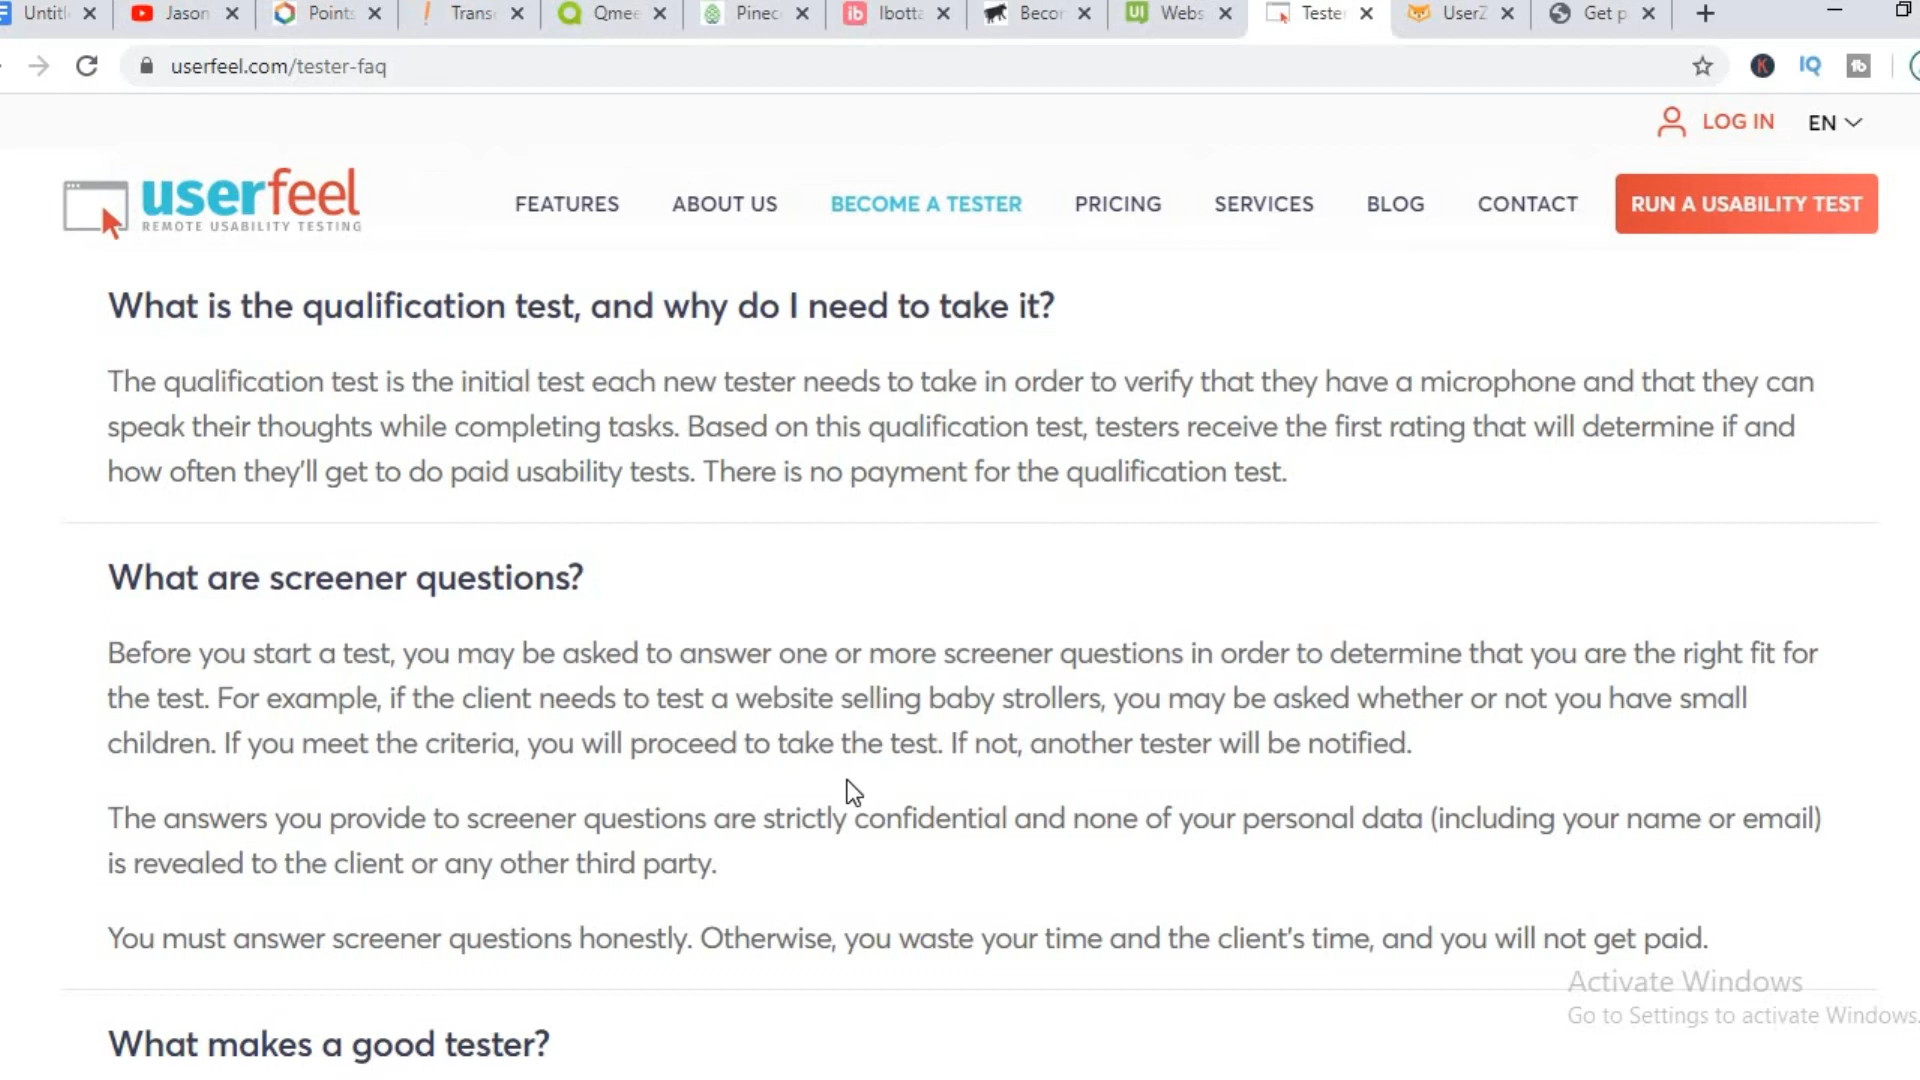 Untitl Jason Points Trans Qmee Pinec Ibotta Becor Webs Tester UserZ Get p
userfeel.com/tester-faq
LOG IN EN
userfeel
REMOTE USABILITY TESTING
FEATURES ABOUT US BECOME A TESTER PRICING SERVICES BLOG CONTACT RUN A USABILITY TEST
What is the qualification test, and why do I need to take it?
The qualification test is the initial test each new tester needs to take in order to verify that they have a microphone and that they can
speak their thoughts while completing tasks. Based on this qualification test, testers receive the first rating that will determine if and
how often they'll get to do paid usability tests. There is no payment for the qualification test.
What are screener questions?
Before you start a test, you may be asked to answer one or more screener questions in order to determine that you are the right fit for
the test. For example, if the client needs to test a website selling baby strollers, you may be asked whether or not you have small
children. If you meet the criteria, you will proceed to take the test. If not, another tester will be notified.
The answers you provide to screener questions are strictly confidential and none of your personal data (including your name or email)
is revealed to the client or any other third party.
You must answer screener questions honestly. Otherwise, you waste your time and the client's time, and you will not get paid.
Activate Windows
Go to Settings to activate Windows.
What makes a good tester?